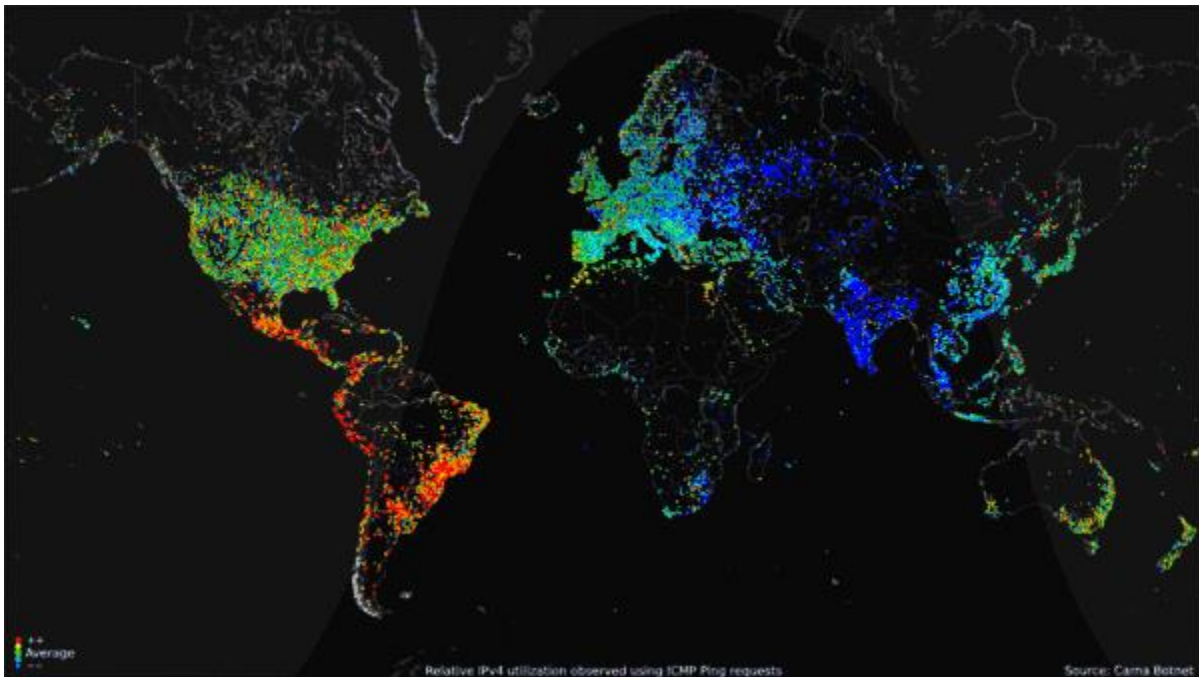 ++
Average
--
Relative IPv4 utilization observed using ICMP Ping requests
Source: Carna Botnet